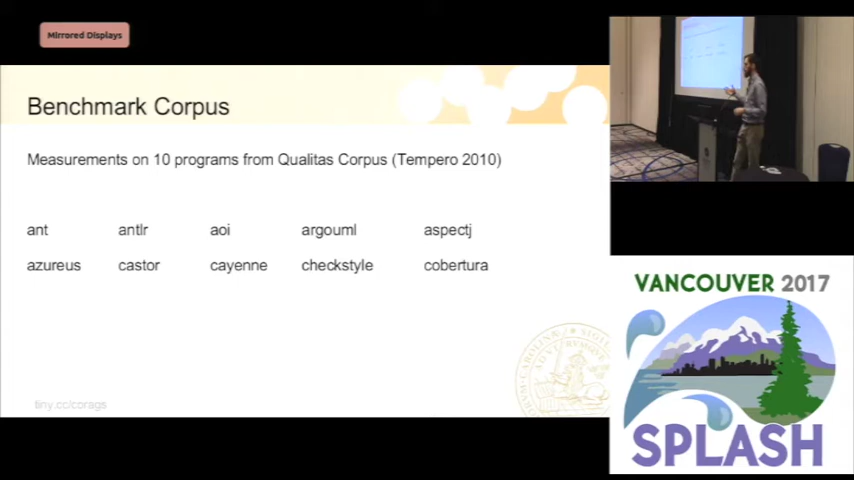 Mirrored Displays
Benchmark Corpus
Measurements on 10 programs from Qualitas Corpus (Tempero 2010)
ant antlr aoi argouml aspectj
azureus castor cayenne checkstyle cobertura
tiny.cc/corags
VANCOUVER 2017
SPLASH